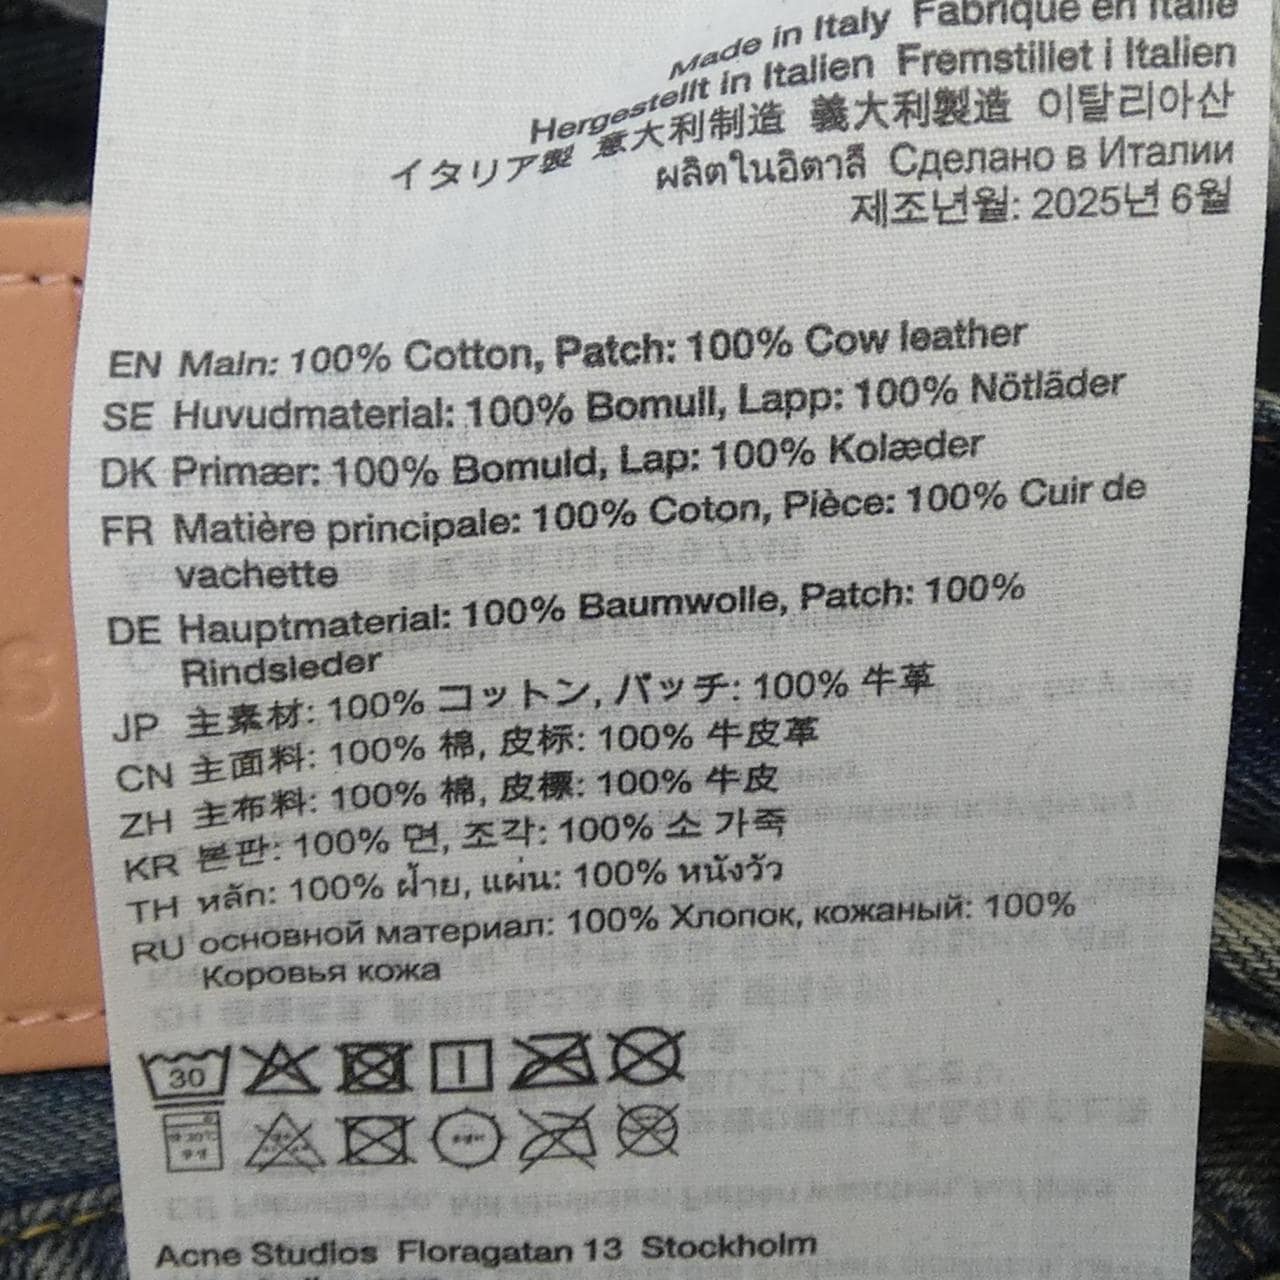 Made in Italy Fabriqué en Italie
Hergestellt in Italien Fremstillet i Italien
イタリア製 意大利制造 義大利製造 이탈리아산
ผลิตในอิตาลี Сделано в Италии
제조년월: 2025년 6월
EN Main: 100% Cotton, Patch: 100% Cow leather
SE Huvudmaterial: 100% Bomull, Lapp: 100% Nötläder
DK Primær: 100% Bomuld, Lap: 100% Kolæder
FR Matière principale: 100% Coton, Pièce: 100% Cuir de
vachette
DE Hauptmaterial: 100% Baumwolle, Patch: 100%
Rindsleder
JP 主素材: 100% コットン, パッチ: 100% 牛革
CN 主面料: 100% 棉, 皮标: 100% 牛皮革
ZH 主布料: 100% 棉, 皮標: 100% 牛皮
KR 본판: 100% 면, 조각: 100% 소 가죽
TH หลัก: 100% ฝ้าย, แผ่น: 100% หนังวัว
RU основной материал: 100% Хлопок, кожаный: 100%
Коровья кожа
30
Acne Studios Floragatan 13 Stockholm